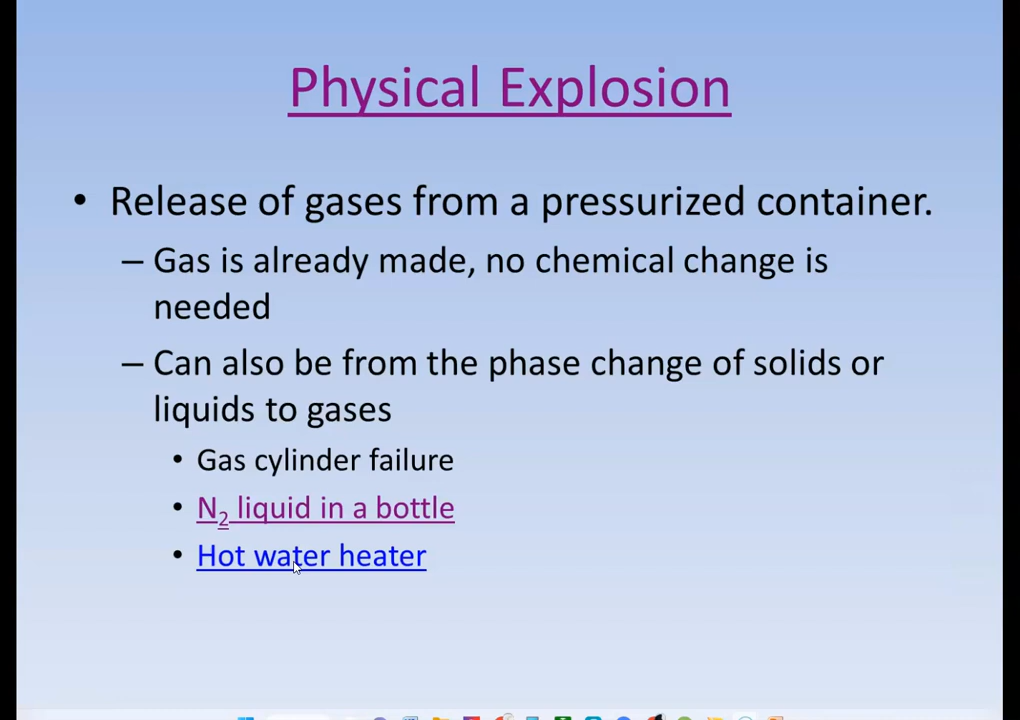 Physical Explosion
• Release of gases from a pressurized container.
– Gas is already made, no chemical change is
needed
– Can also be from the phase change of solids or
liquids to gases
• Gas cylinder failure
• N₂ liquid in a bottle
• Hot water heater